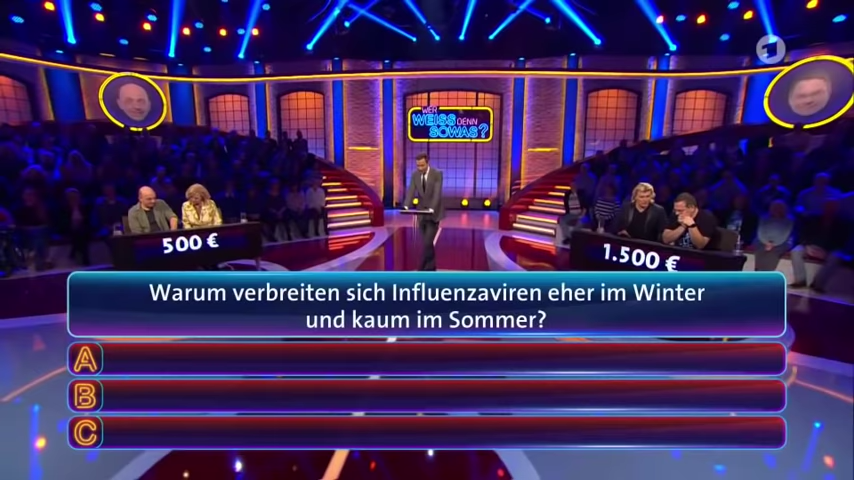 WER
WEISS DENN
SOWAS?
500 €
1.500 €
Warum verbreiten sich Influenzaviren eher im Winter
und kaum im Sommer?
A
B
C